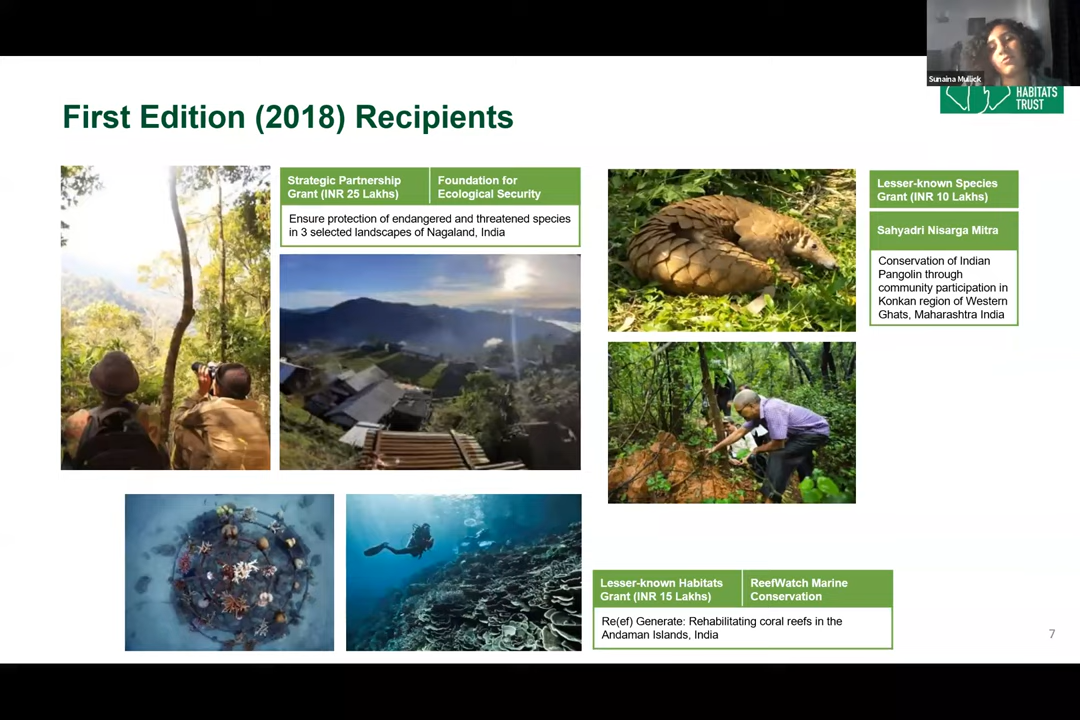 Sunaina Mullick
HABITATS
TRUST
First Edition (2018) Recipients
Strategic Partnership
Grant (INR 25 Lakhs)
Foundation for
Ecological Security
Ensure protection of endangered and threatened species
in 3 selected landscapes of Nagaland, India
Lesser-known Species
Grant (INR 10 Lakhs)
Sahyadri Nisarga Mitra
Conservation of Indian
Pangolin through
community participation in
Konkan region of Western
Ghats, Maharashtra India
Lesser-known Habitats
Grant (INR 15 Lakhs)
ReefWatch Marine
Conservation
Re(ef) Generate: Rehabilitating coral reefs in the
Andaman Islands, India
7